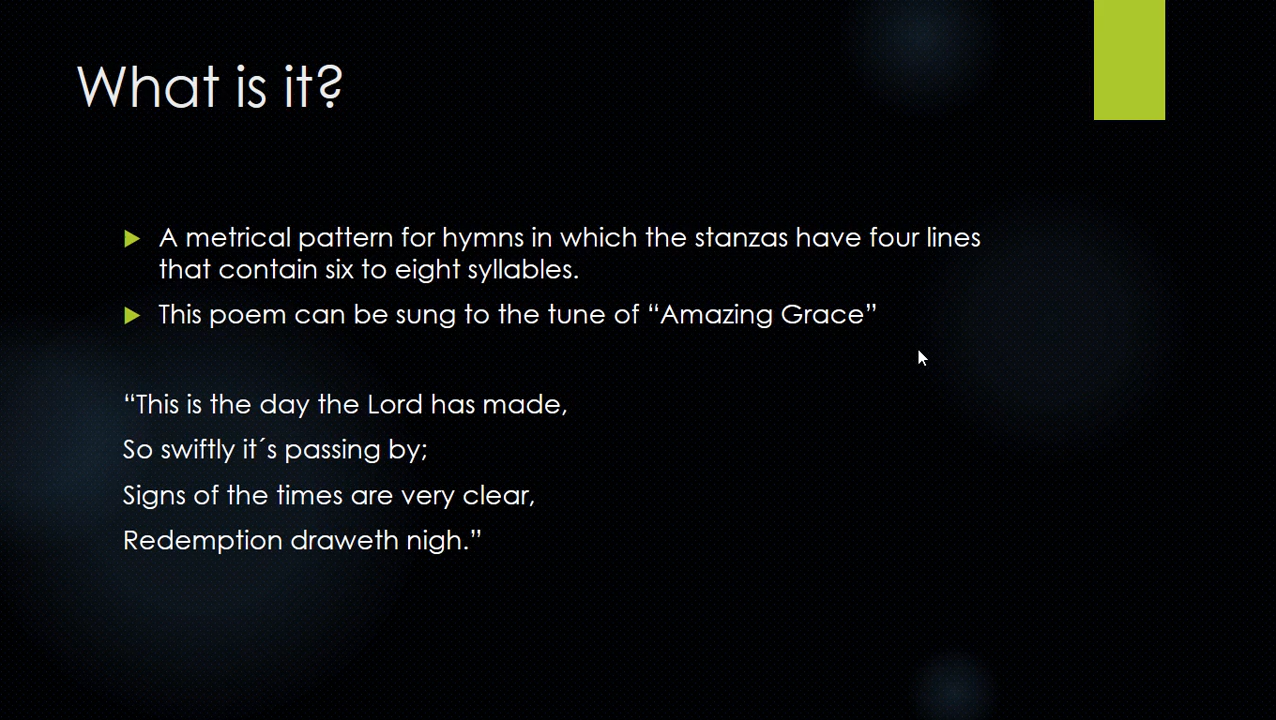 What is it?
A metrical pattern for hymns in which the stanzas have four lines
that contain six to eight syllables.
This poem can be sung to the tune of “Amazing Grace”
“This is the day the Lord has made,
So swiftly it´s passing by;
Signs of the times are very clear,
Redemption draweth nigh.”